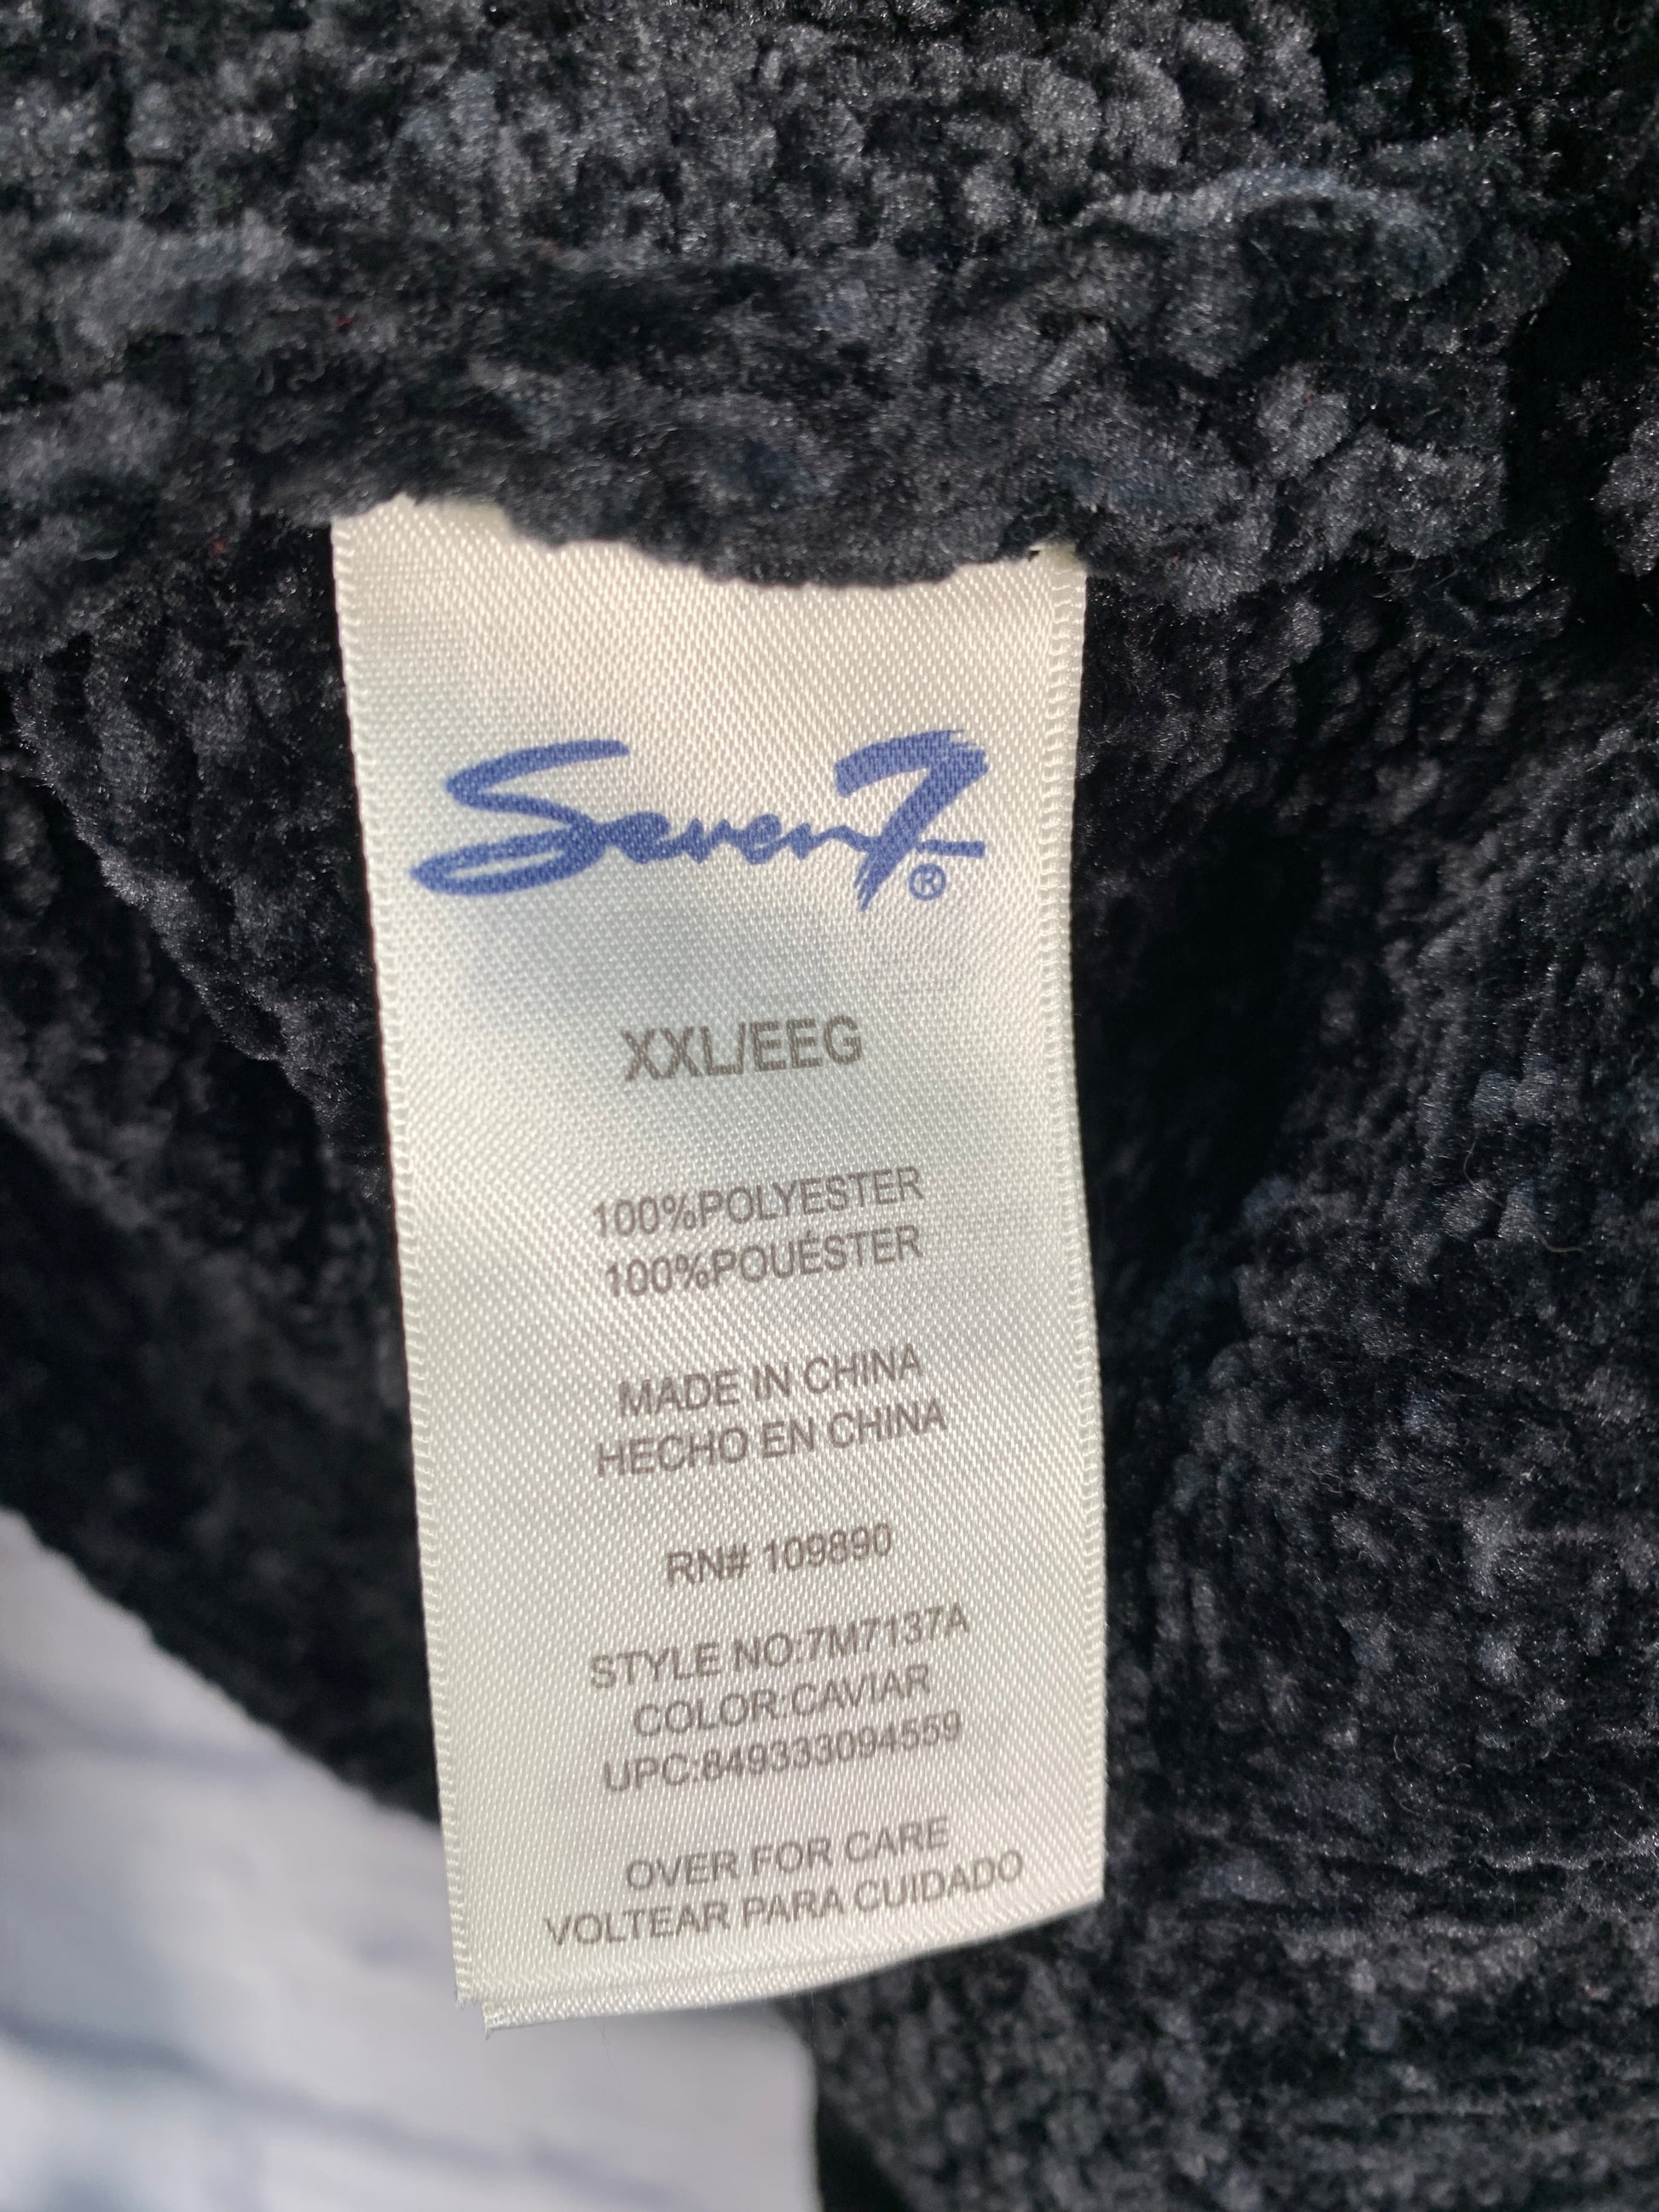 Seven7®
XXL/EEG
100%POLYESTER
100%POUÉSTER
MADE IN CHINA
HECHO EN CHINA
RN# 109890
STYLE NO:7M7137A
COLOR:CAVIAR
UPC:849333094559
OVER FOR CARE
VOLTEAR PARA CUIDADO